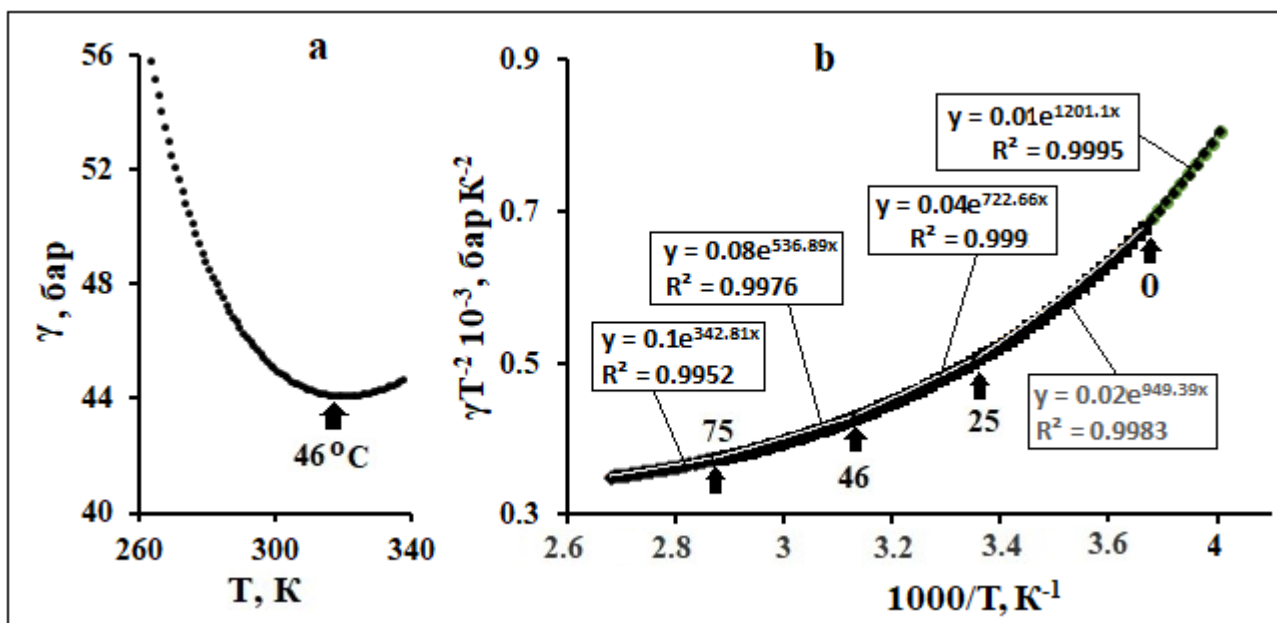 a
56
52
48
44
40
γ, бар
46 °C
260
300
340
T, К
b
0.9
0.7
0.5
0.3
γT⁻² 10⁻³, бар К⁻²
y = 0.01e¹²⁰¹·¹ˣ
R² = 0.9995
y = 0.04e⁷²²·⁶⁶ˣ
R² = 0.999
y = 0.08e⁵³⁶·⁸⁹ˣ
R² = 0.9976
y = 0.1e³⁴²·⁸¹ˣ
R² = 0.9952
y = 0.02e⁹⁴⁹·³⁹ˣ
R² = 0.9983
75
46
25
0
2.6
2.8
3
3.2
3.4
3.6
4
1000/T, К⁻¹